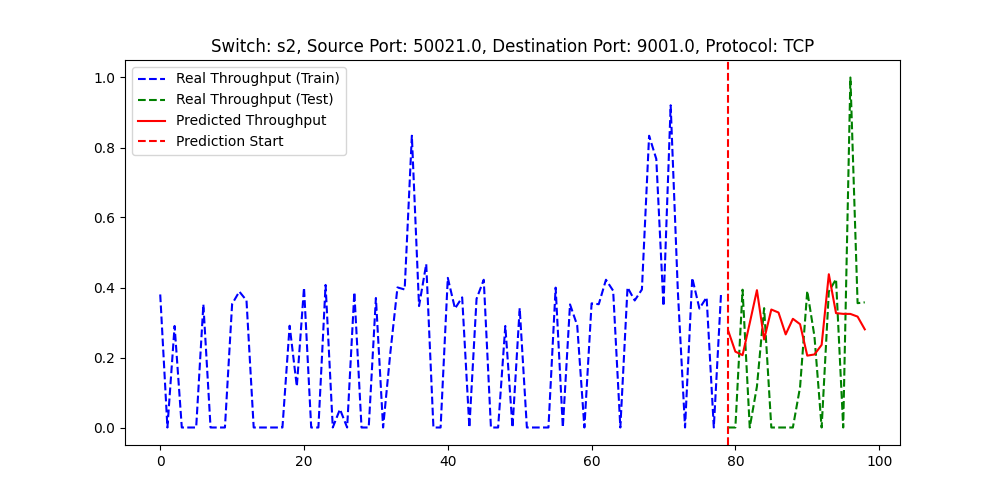 Switch: s2, Source Port: 50021.0, Destination Port: 9001.0, Protocol: TCP
Real Throughput (Train)
Real Throughput (Test)
Predicted Throughput
Prediction Start
1.0
0.8
0.6
0.4
0.2
0.0
0 20 40 60 80 100